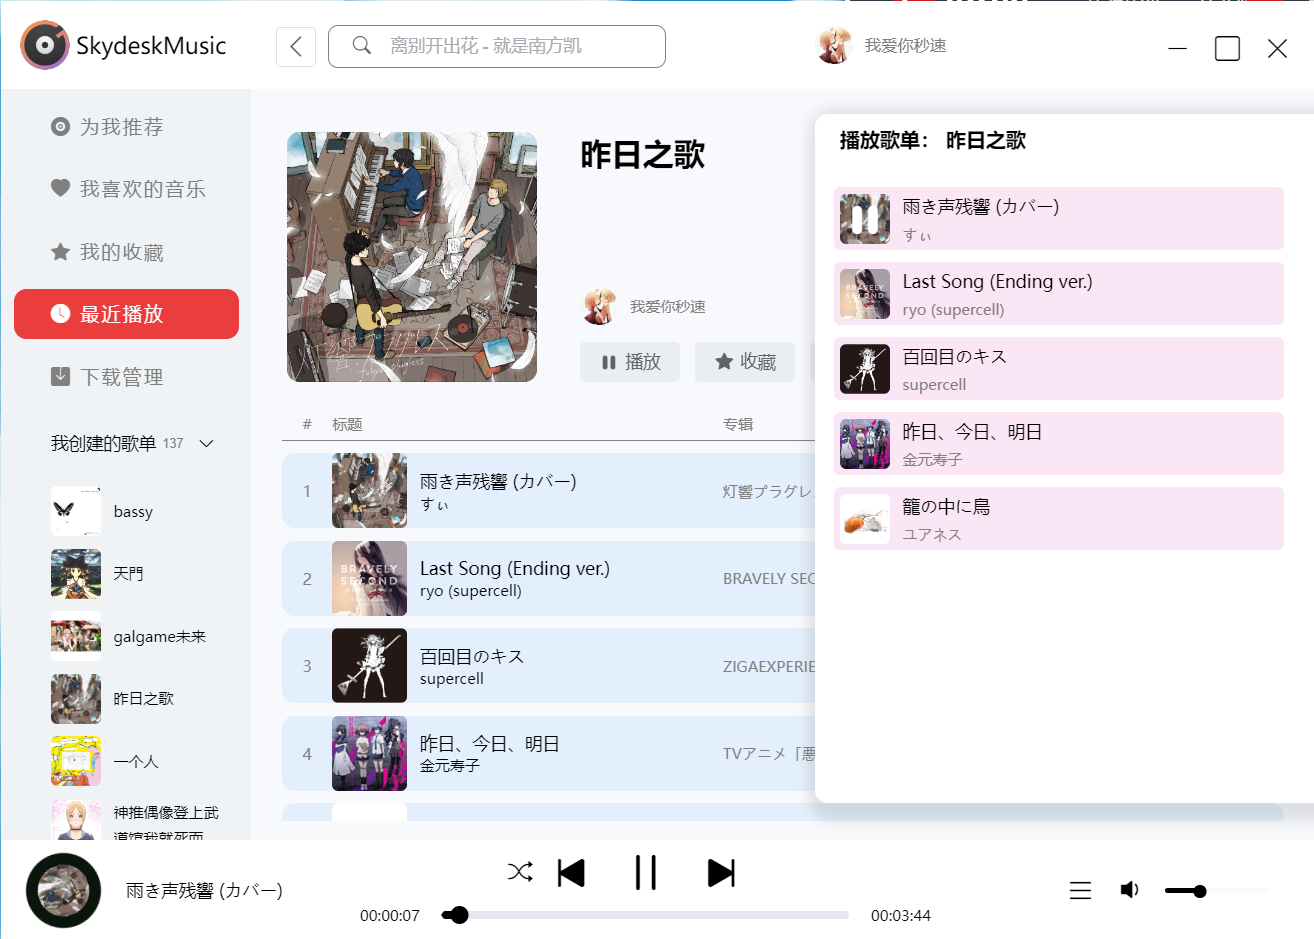 SkydeskMusic
离别开出花 - 就是南方凯
我爱你秒速
为我推荐
我喜欢的音乐
我的收藏
最近播放
下载管理
我创建的歌单 137
bassy
天門
galgame未来
昨日之歌
一个人
神推偶像登上武
道馆我就死而
昨日之歌
我爱你秒速
播放
收藏
# 标题 专辑
1
雨き声残響 (カバー)
すぃ
灯響プラグレ
2
Last Song (Ending ver.)
ryo (supercell)
BRAVELY SEC
BRAVELY
SECOND
3
百回目のキス
supercell
ZIGAEXPERIE
4
昨日、今日、明日
金元寿子
TVアニメ「悪
播放歌单： 昨日之歌
雨き声残響 (カバー)
すぃ
Last Song (Ending ver.)
ryo (supercell)
BRAVELY
SECOND
百回目のキス
supercell
昨日、今日、明日
金元寿子
籠の中に鳥
ユアネス
雨き声残響 (カバー)
00:00:07
00:03:44